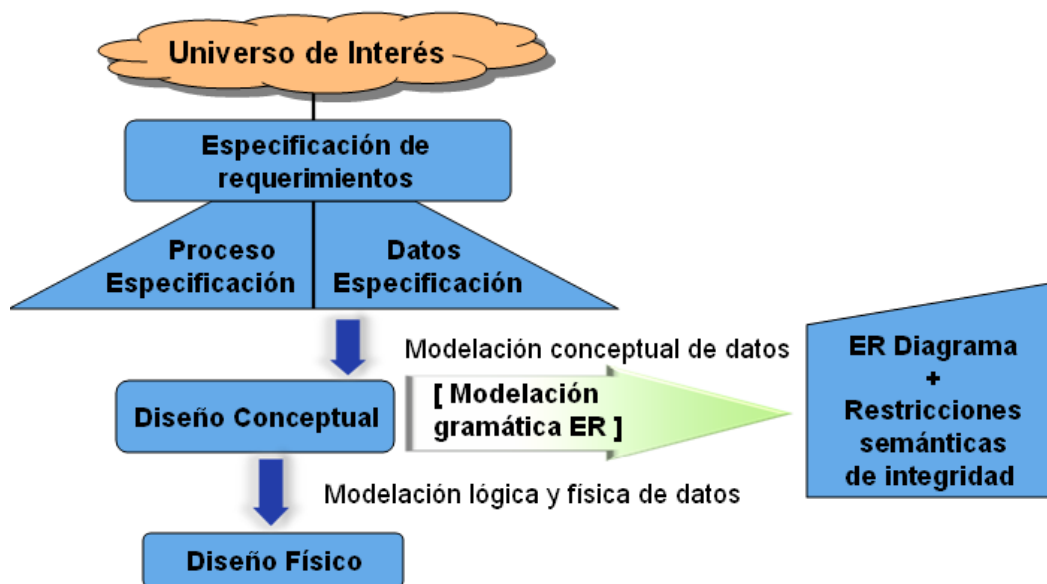 Universo de Interés
Especificación de
requerimientos
Proceso
Especificación
Datos
Especificación
Modelación conceptual de datos
Diseño Conceptual
[ Modelación
gramática ER ]
ER Diagrama
+
Restricciones
semánticas
de integridad
Modelación lógica y física de datos
Diseño Físico